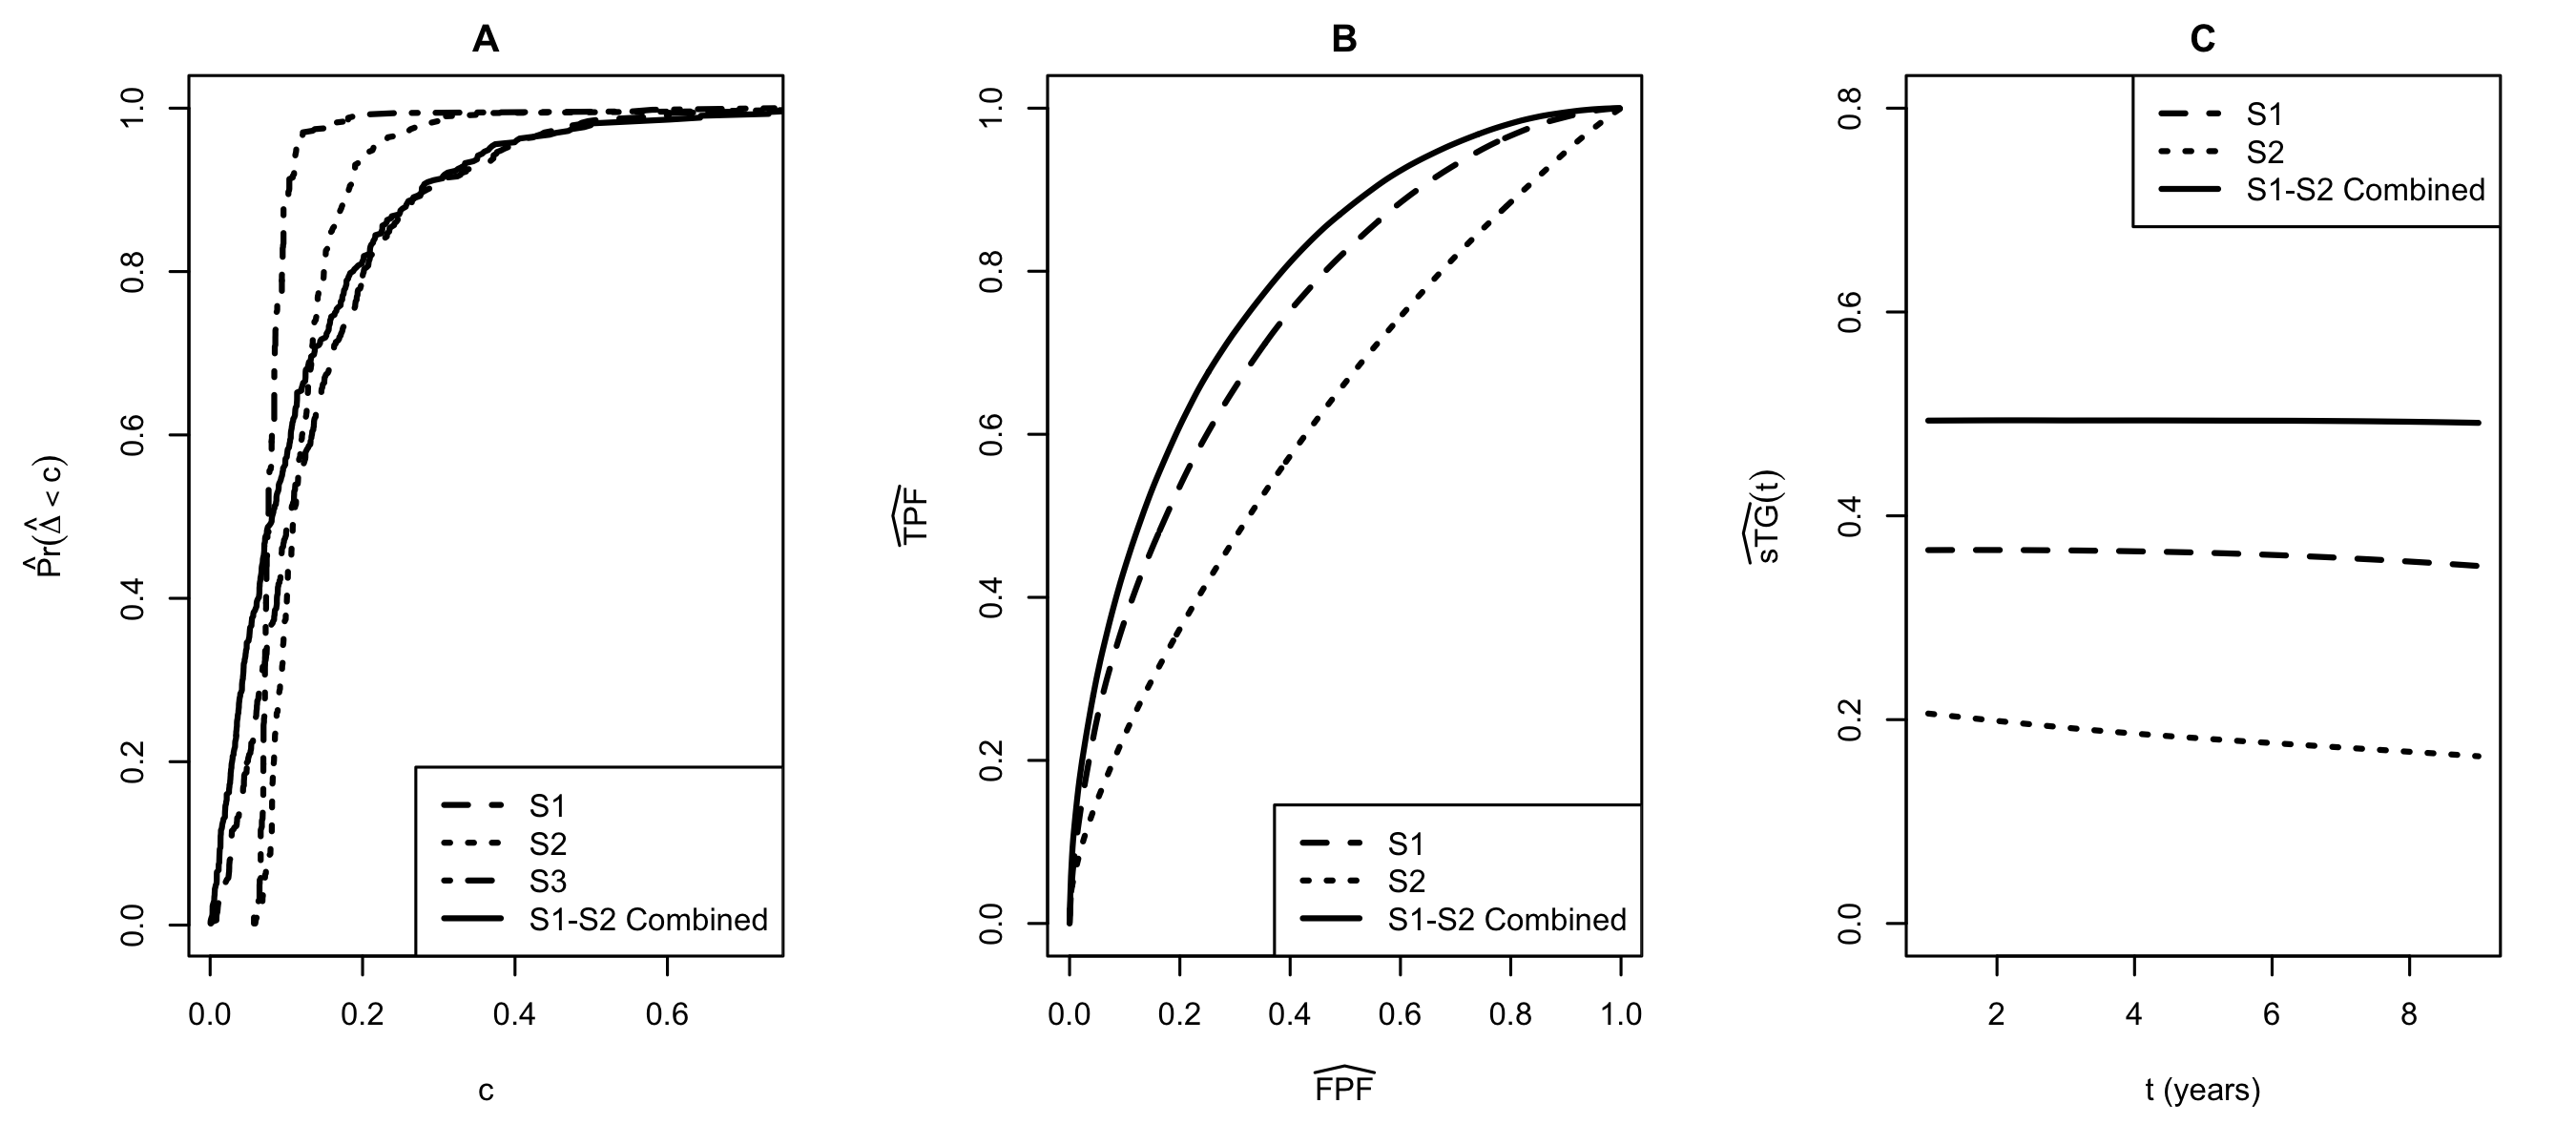 A
P̂r(Δ̂ < c)
1.0
0.8
0.6
0.4
0.2
0.0
S1
S2
S3
S1-S2 Combined
0.0 0.2 0.4 0.6
c
B
TPF
1.0
0.8
0.6
0.4
0.2
0.0
S1
S2
S1-S2 Combined
0.0 0.2 0.4 0.6 0.8 1.0
FPF
C
sTG(t)
0.8
0.6
0.4
0.2
0.0
S1
S2
S1-S2 Combined
2 4 6 8
t (years)